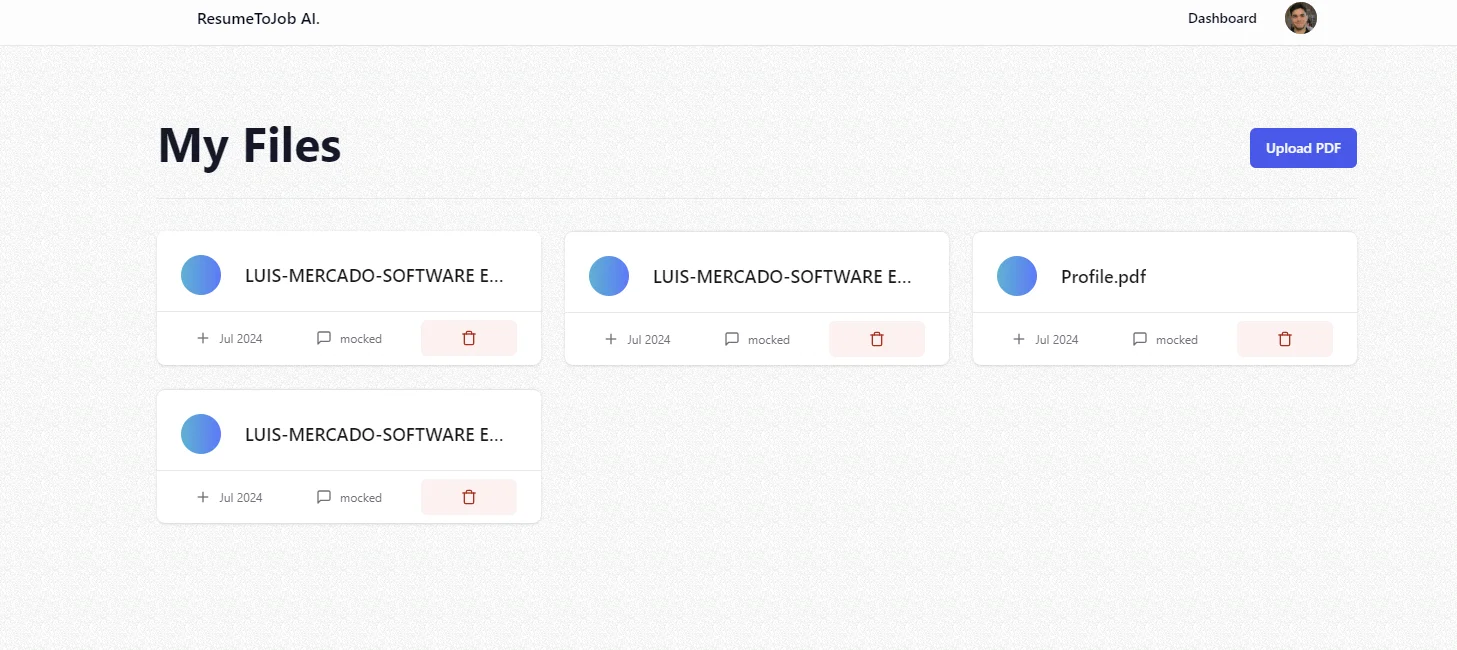 ResumeToJob AI.
Dashboard
My Files
Upload PDF
LUIS-MERCADO-SOFTWARE E...
Jul 2024 mocked
LUIS-MERCADO-SOFTWARE E...
Jul 2024 mocked
Profile.pdf
Jul 2024 mocked
LUIS-MERCADO-SOFTWARE E...
Jul 2024 mocked